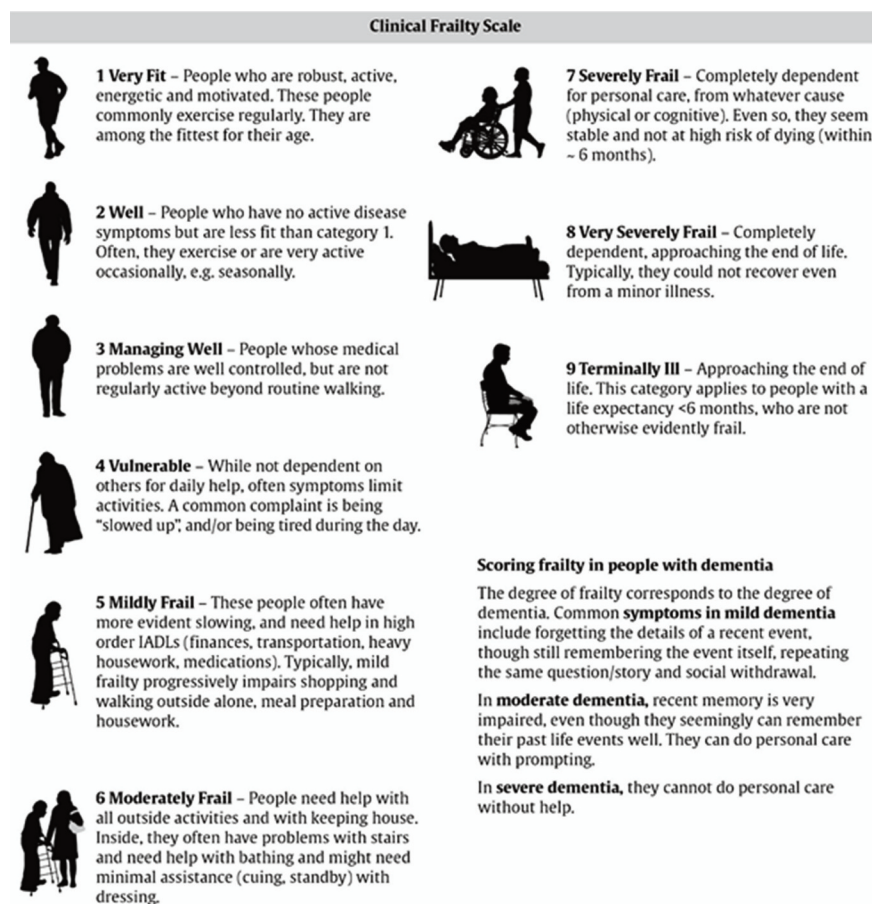 Clinical Frailty Scale
1 Very Fit – People who are robust, active,
energetic and motivated. These people
commonly exercise regularly. They are
among the fittest for their age.
2 Well – People who have no active disease
symptoms but are less fit than category 1.
Often, they exercise or are very active
occasionally, e.g. seasonally.
3 Managing Well – People whose medical
problems are well controlled, but are not
regularly active beyond routine walking.
4 Vulnerable – While not dependent on
others for daily help, often symptoms limit
activities. A common complaint is being
“slowed up”, and/or being tired during the day.
5 Mildly Frail – These people often have
more evident slowing, and need help in high
order IADLs (finances, transportation, heavy
housework, medications). Typically, mild
frailty progressively impairs shopping and
walking outside alone, meal preparation and
housework.
6 Moderately Frail – People need help with
all outside activities and with keeping house.
Inside, they often have problems with stairs
and need help with bathing and might need
minimal assistance (cuing, standby) with
dressing.
7 Severely Frail – Completely dependent
for personal care, from whatever cause
(physical or cognitive). Even so, they seem
stable and not at high risk of dying (within
~ 6 months).
8 Very Severely Frail – Completely
dependent, approaching the end of life.
Typically, they could not recover even
from a minor illness.
9 Terminally Ill – Approaching the end of
life. This category applies to people with a
life expectancy <6 months, who are not
otherwise evidently frail.
Scoring frailty in people with dementia
The degree of frailty corresponds to the degree of
dementia. Common symptoms in mild dementia
include forgetting the details of a recent event,
though still remembering the event itself, repeating
the same question/story and social withdrawal.
In moderate dementia, recent memory is very
impaired, even though they seemingly can remember
their past life events well. They can do personal care
with prompting.
In severe dementia, they cannot do personal care
without help.